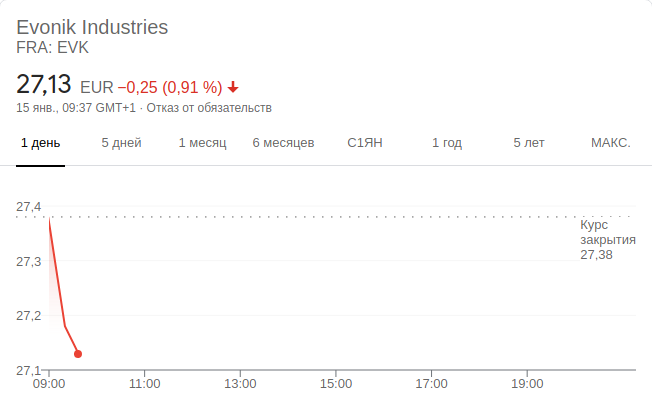 Evonik Industries
FRA: EVK
27,13 EUR −0,25 (0,91 %)
15 янв., 09:37 GMT+1 · Отказ от обязательств
1 день 5 дней 1 месяц 6 месяцев С1ЯН 1 год 5 лет МАКС.
27,4
Курс
закрытия
27,38
27,3
27,2
27,1
09:00 11:00 13:00 15:00 17:00 19:00